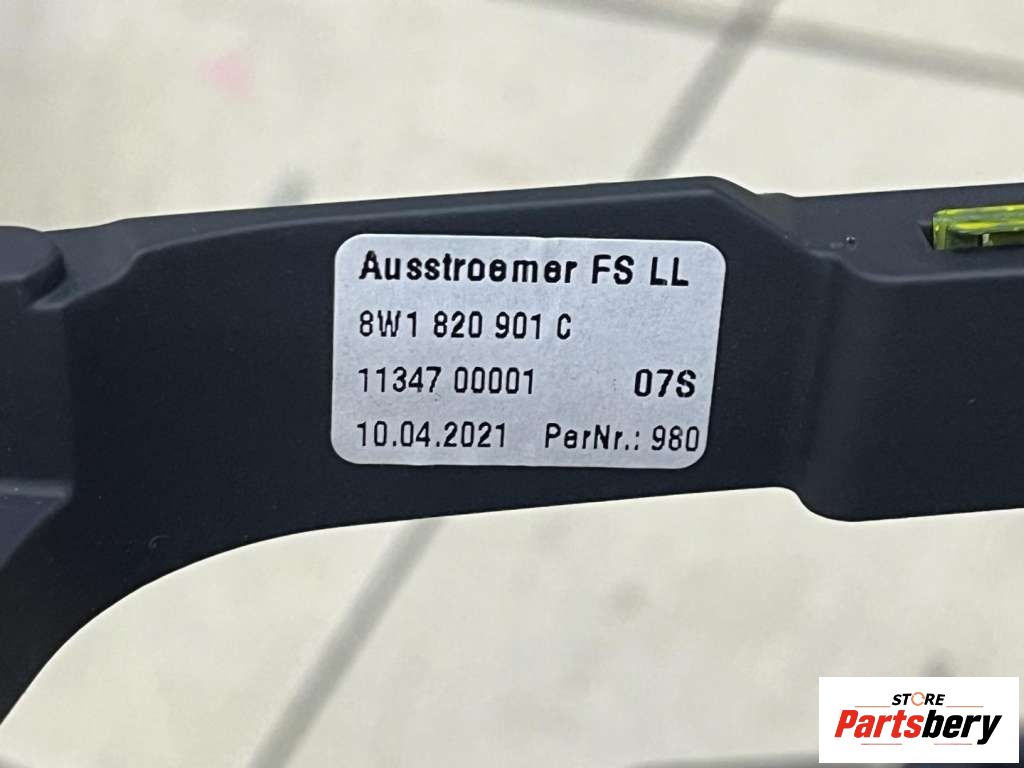 Ausstroemer FS LL
8W1 820 901 C
11347 00001 07S
10.04.2021 PerNr.: 980
STORE
Partsbery